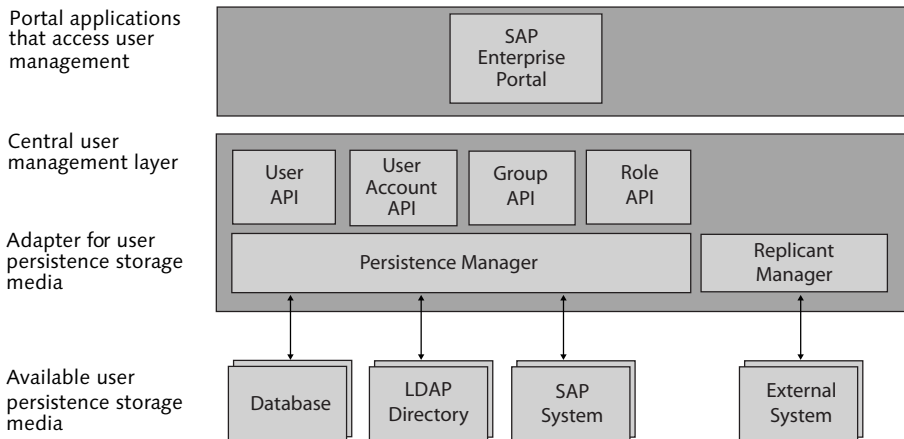 Portal applications
that access user
management
SAP
Enterprise
Portal
Central user
management layer
User
API
User
Account
API
Group
API
Role
API
Adapter for user
persistence storage
media
Persistence Manager
Replicant
Manager
Available user
persistence storage
media
Database
LDAP
Directory
SAP
System
External
System